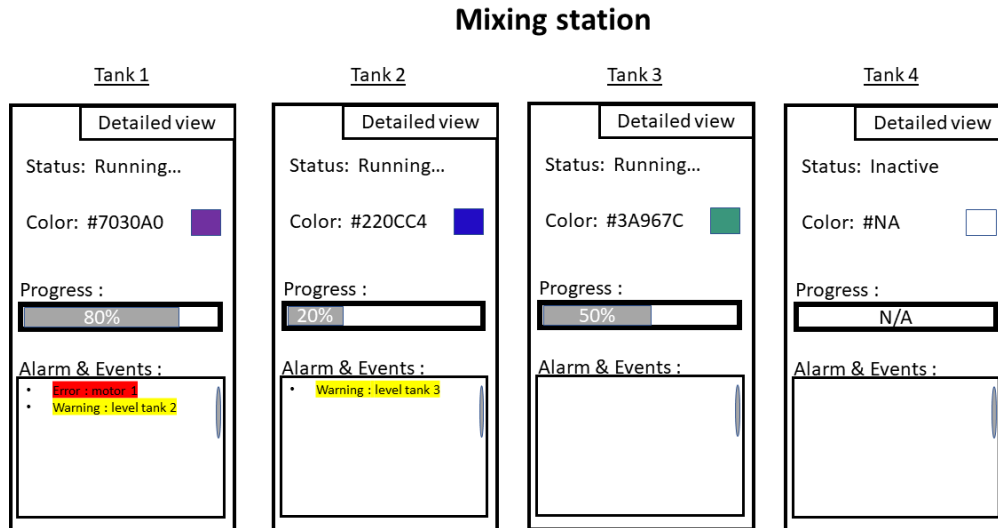 Mixing station
Tank 1
Detailed view
Status: Running...
Color: #7030A0
Progress :
80%
Alarm & Events :
• Error : motor 1
• Warning : level tank 2
Tank 2
Detailed view
Status: Running...
Color: #220CC4
Progress :
20%
Alarm & Events :
• Warning : level tank 3
Tank 3
Detailed view
Status: Running...
Color: #3A967C
Progress :
50%
Alarm & Events :
Tank 4
Detailed view
Status: Inactive
Color: #NA
Progress :
N/A
Alarm & Events :